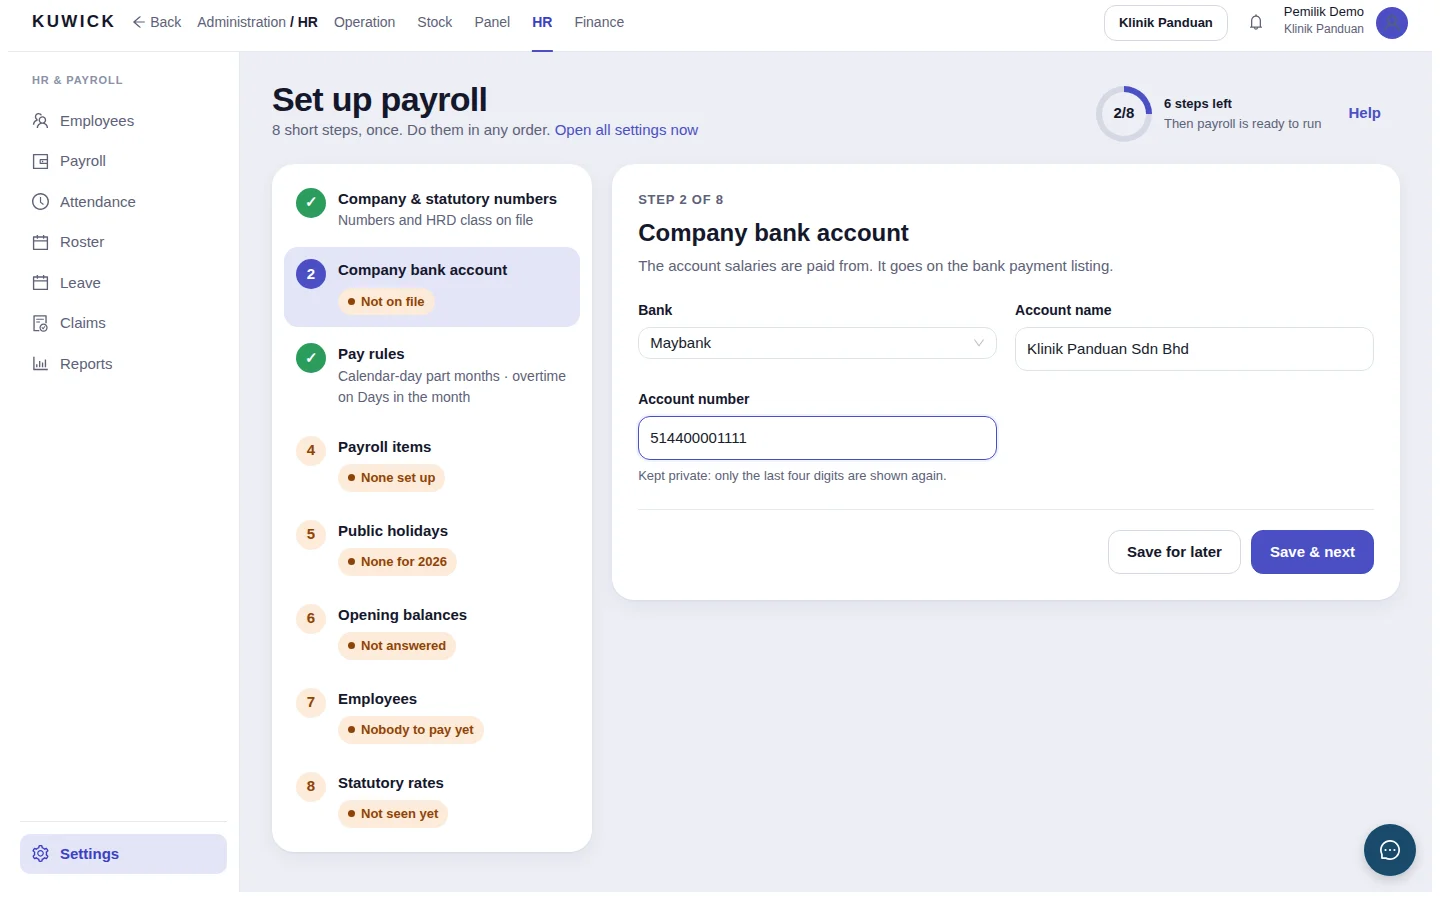 KUWICK
Back
Administration / HR
Operation
Stock
Panel
HR
Finance
Klinik Panduan
Pemilik Demo
Klinik Panduan
HR & PAYROLL
Employees
Payroll
Attendance
Roster
Leave
Claims
Reports
Settings
Set up payroll
8 short steps, once. Do them in any order. Open all settings now
2/8
6 steps left
Then payroll is ready to run
Help
✓
Company & statutory numbers
Numbers and HRD class on file
2
Company bank account
Not on file
✓
Pay rules
Calendar-day part months · overtime
on Days in the month
4
Payroll items
None set up
5
Public holidays
None for 2026
6
Opening balances
Not answered
7
Employees
Nobody to pay yet
8
Statutory rates
Not seen yet
STEP 2 OF 8
Company bank account
The account salaries are paid from. It goes on the bank payment listing.
Bank
Maybank
Account name
Klinik Panduan Sdn Bhd
Account number
514400001111
Kept private: only the last four digits are shown again.
Save for later
Save & next